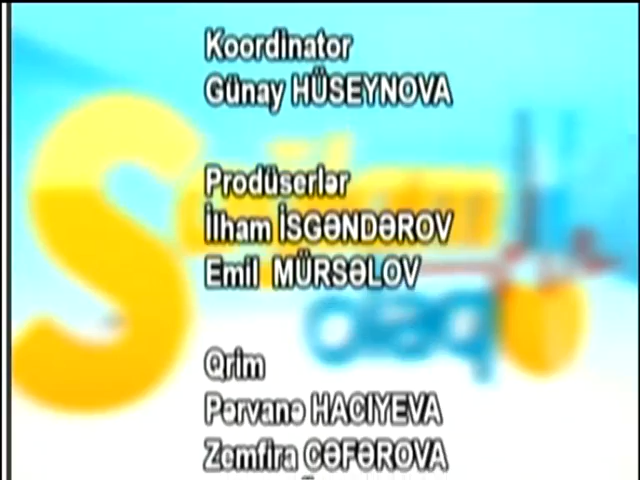 Koordinator
Günay HÜSEYNOVA
Prodüserlər
İlham İSGƏNDƏROV
Emil MÜRSƏLOV
Qrim
Pərvanə HACIYEVA
Zemfira CƏFƏROVA